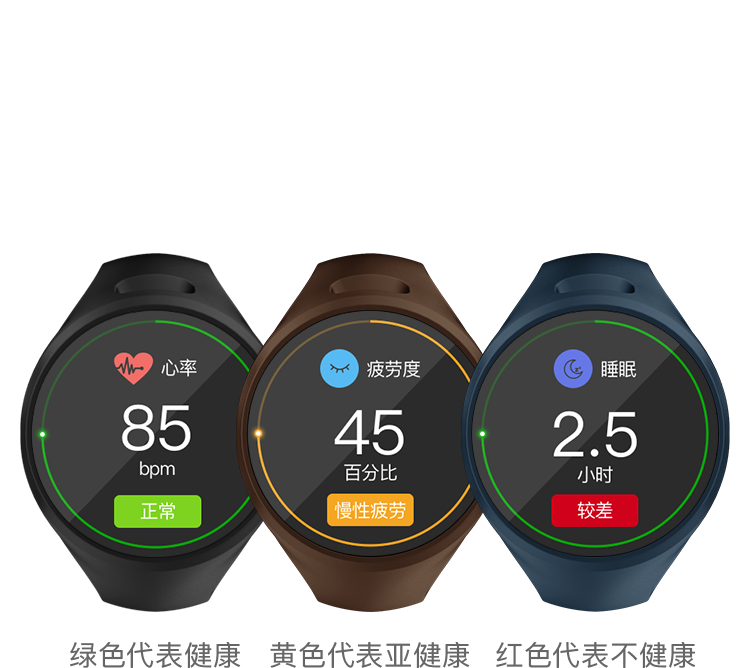 心率
85
bpm
正常
疲劳度
45
百分比
慢性疲劳
睡眠
2.5
小时
较差
绿色代表健康
黄色代表亚健康
红色代表不健康